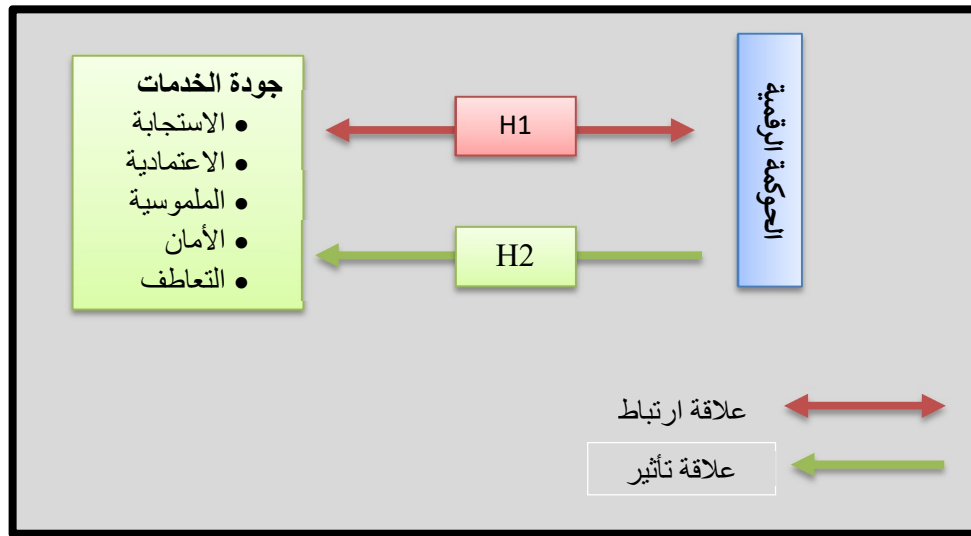 الحوكمة الرقمية
H1
H2
جودة الخدمات
• الاستجابة
• الاعتمادية
• الملموسية
• الأمان
• التعاطف
علاقة ارتباط
علاقة تأثير